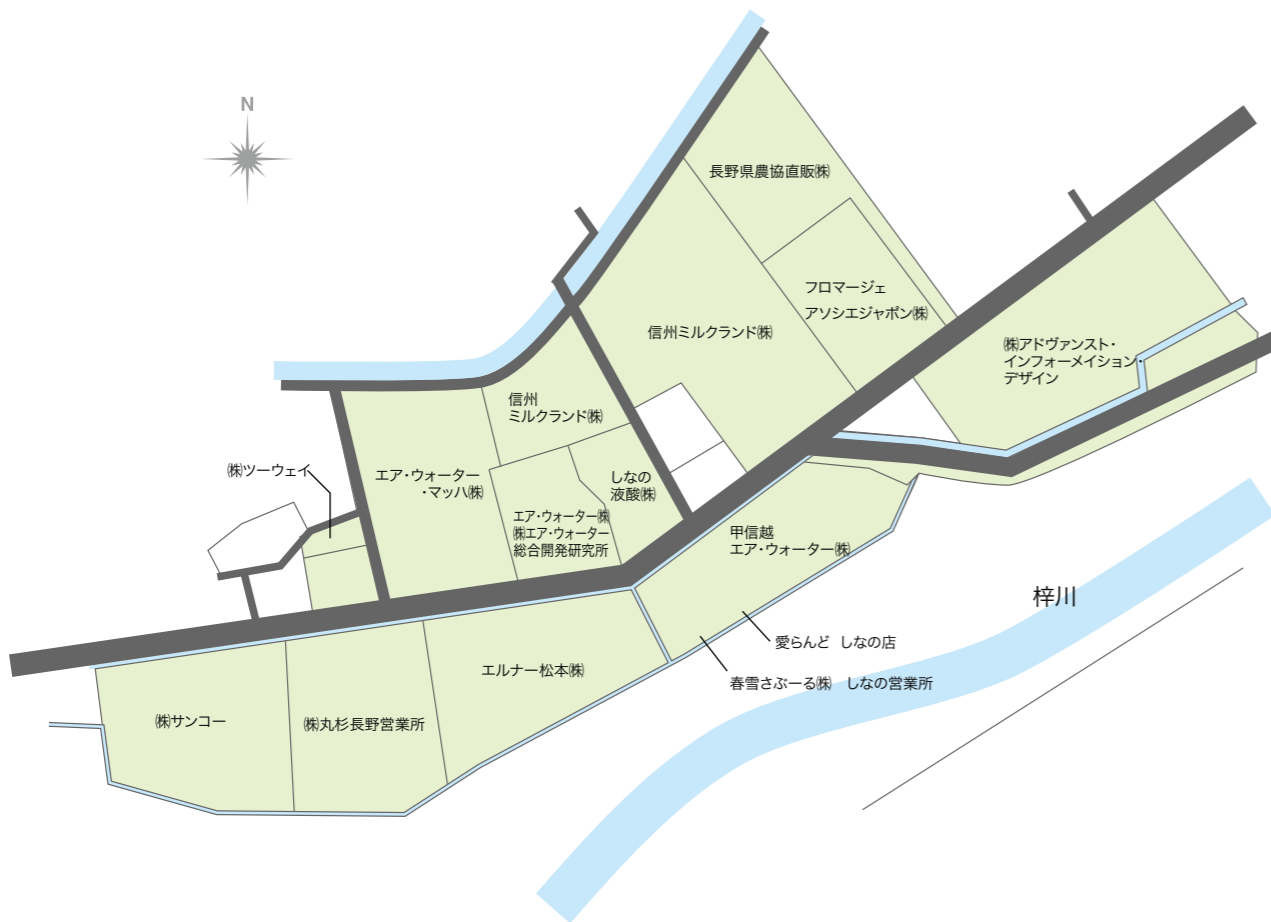 N
長野県農協直販㈱
フロマージェ
アソシエジャポン㈱
信州ミルクランド㈱
㈱アドヴァンスト・
インフォーメイション・
デザイン
信州
ミルクランド㈱
㈱ツーウェイ
エア・ウォーター
・マッハ㈱
しなの
液酸㈱
エア・ウォーター㈱
㈱エア・ウォーター
総合開発研究所
甲信越
エア・ウォーター㈱
梓川
愛らんど しなの店
春雪さぶーる㈱ しなの営業所
エルナー松本㈱
㈱サンコー
㈱丸杉長野営業所